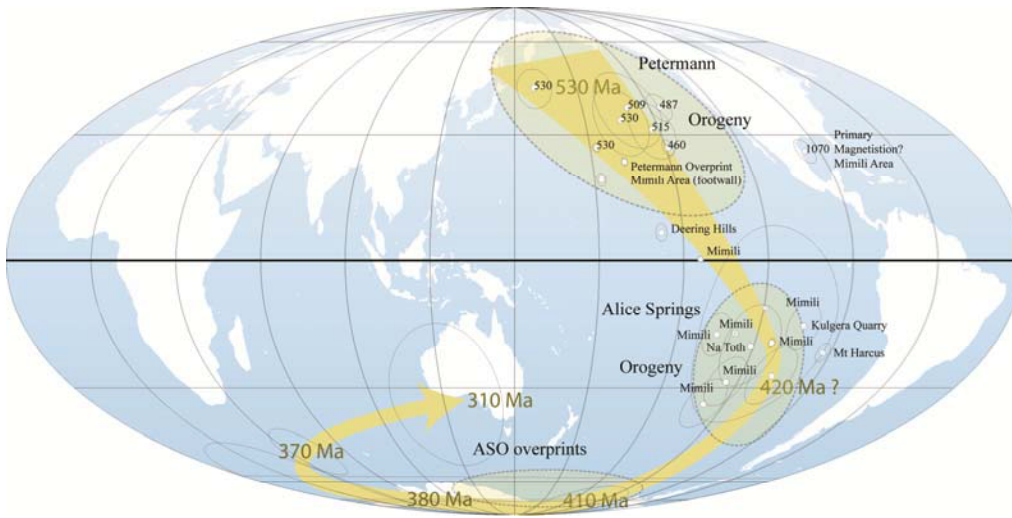 Petermann
530
530 Ma
509
487
530
515
Orogeny
530
460
Primary
1070 Magnetistion?
Mimili Area
Petermann Overprint
Mimili Area (footwall)
Deering Hills
Mimili
Alice Springs
Mimili
Mimili
Mimili
Kulgera Quarry
Na Toth
Mimili
Mt Harcus
Orogeny
Mimili
Mimili
420 Ma ?
310 Ma
370 Ma
ASO overprints
380 Ma
410 Ma